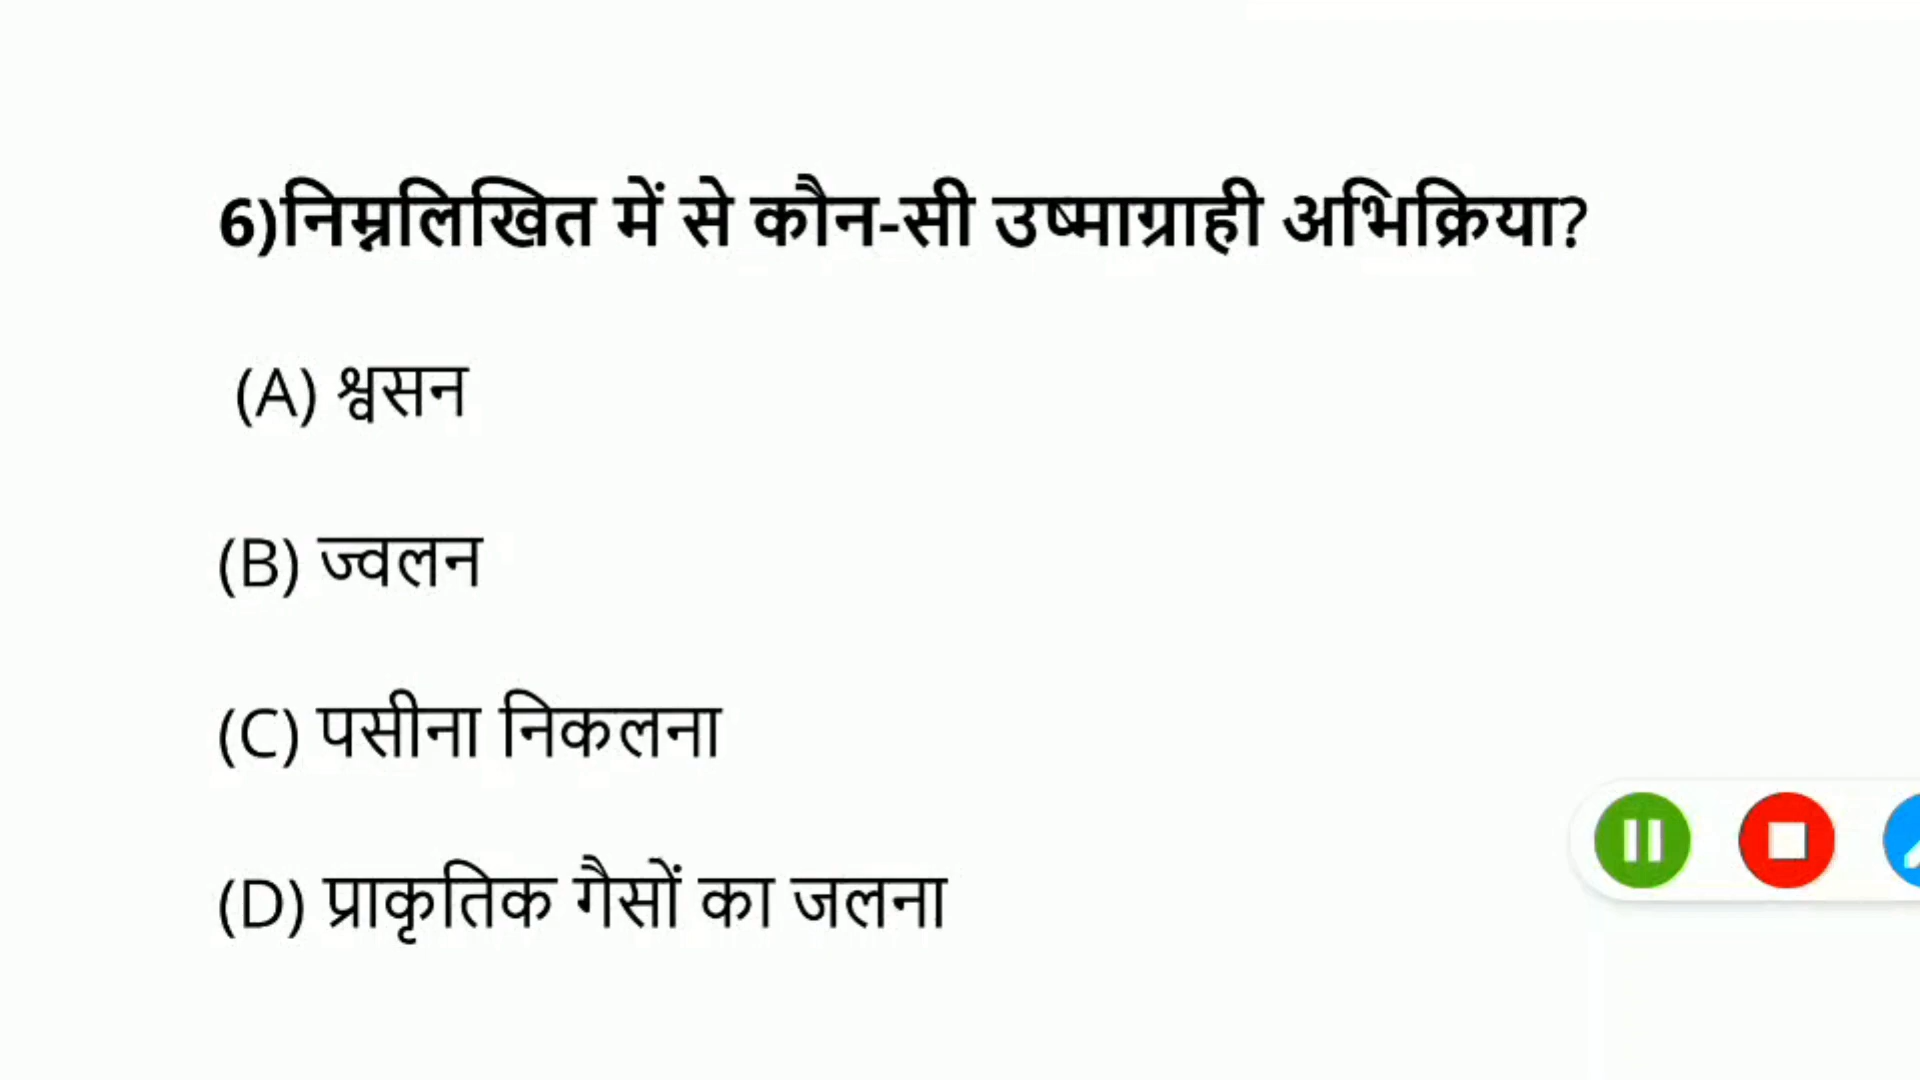 6)निम्नलिखित में से कौन-सी उष्माग्राही अभिक्रिया?
(A) श्वसन
(B) ज्वलन
(C) पसीना निकलना
(D) प्राकृतिक गैसों का जलना